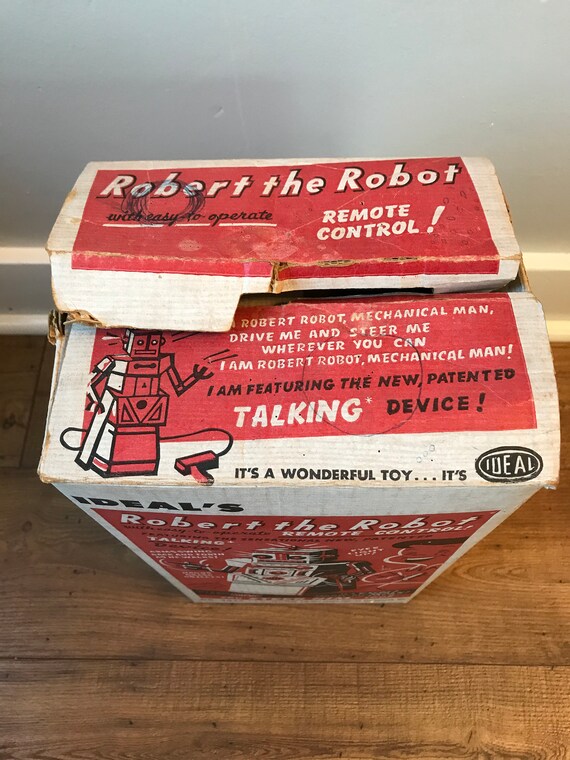 Robert the Robot
with easy-to operate
REMOTE
CONTROL!
I AM ROBERT ROBOT, MECHANICAL MAN,
DRIVE ME AND STEER ME
WHEREVER YOU CAN
I AM ROBERT ROBOT, MECHANICAL MAN!
I AM FEATURING THE NEW, PATENTED
TALKING* DEVICE!
IT'S A WONDERFUL TOY... IT'S
IDEAL
IDEAL'S
Robert the Robot
operate REMOTE CONTROL!
TALKING*